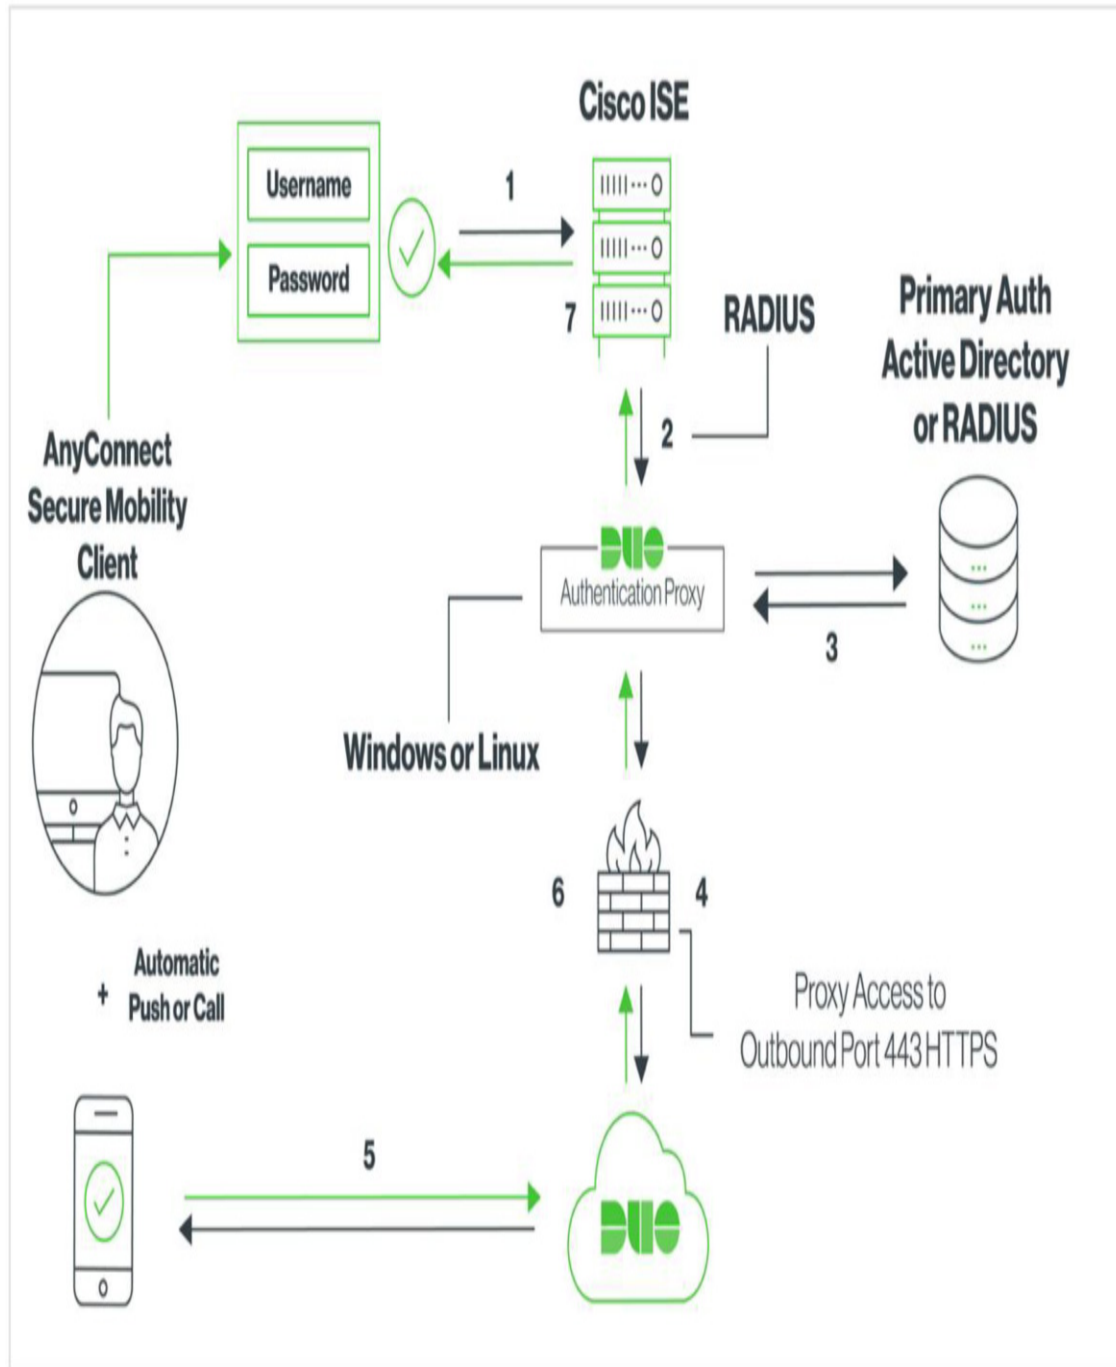 Cisco ISE
Username
Password
1
7
RADIUS
Primary Auth
Active Directory
or RADIUS
2
AnyConnect
Secure Mobility
Client
DUO
Authentication Proxy
3
Windows or Linux
6
4
+
Automatic
Push or Call
Proxy Access to
Outbound Port 443 HTTPS
5
DUO